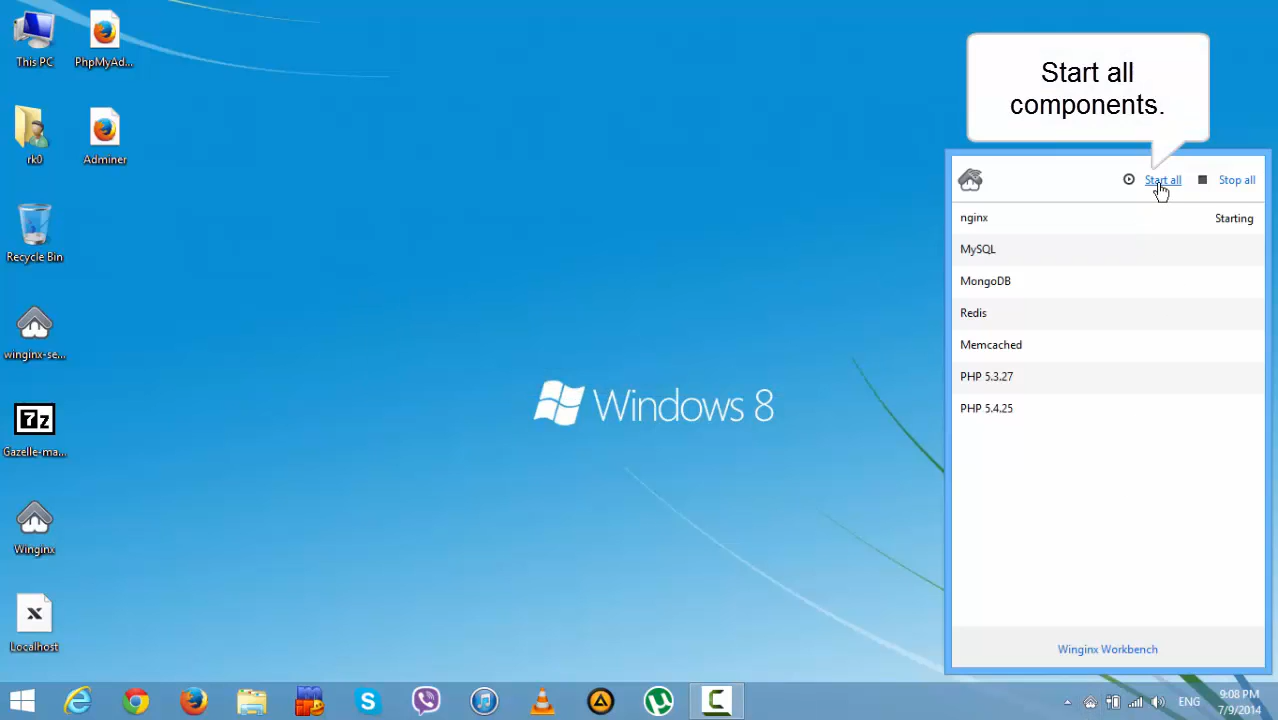 This PC
PhpMyAd...
rk0
Adminer
Recycle Bin
winginx-se...
7z
Gazelle-ma...
Winginx
X
Localhost
Windows 8
Start all
components.
Start all
Stop all
nginx
Starting
MySQL
MongoDB
Redis
Memcached
PHP 5.3.27
PHP 5.4.25
Winginx Workbench
ENG
9:08 PM
7/9/2014